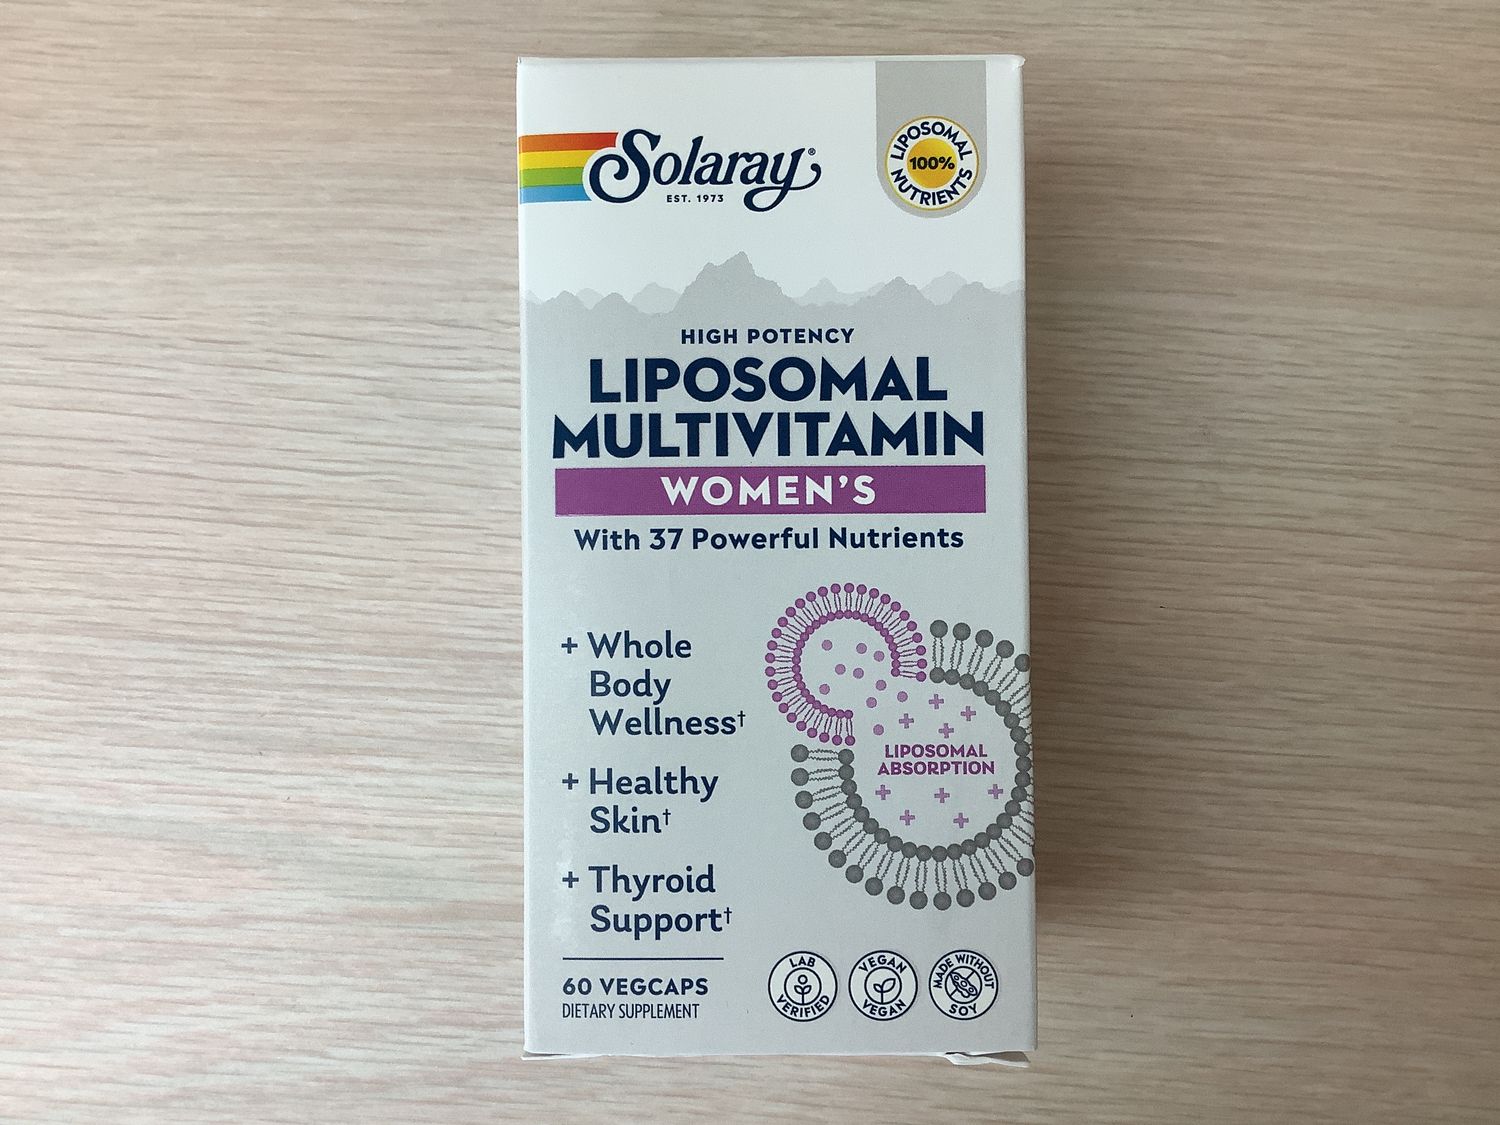 Solaray®
EST. 1973
LIPOSOMAL
100%
NUTRIENTS
HIGH POTENCY
LIPOSOMAL
MULTIVITAMIN
WOMEN'S
With 37 Powerful Nutrients
+ Whole
Body
Wellness†
+ Healthy
Skin†
+ Thyroid
Support†
LIPOSOMAL
ABSORPTION
60 VEGCAPS
DIETARY SUPPLEMENT
LAB
VERIFIED
VEGAN
VEGAN
MADE WITHOUT
SOY